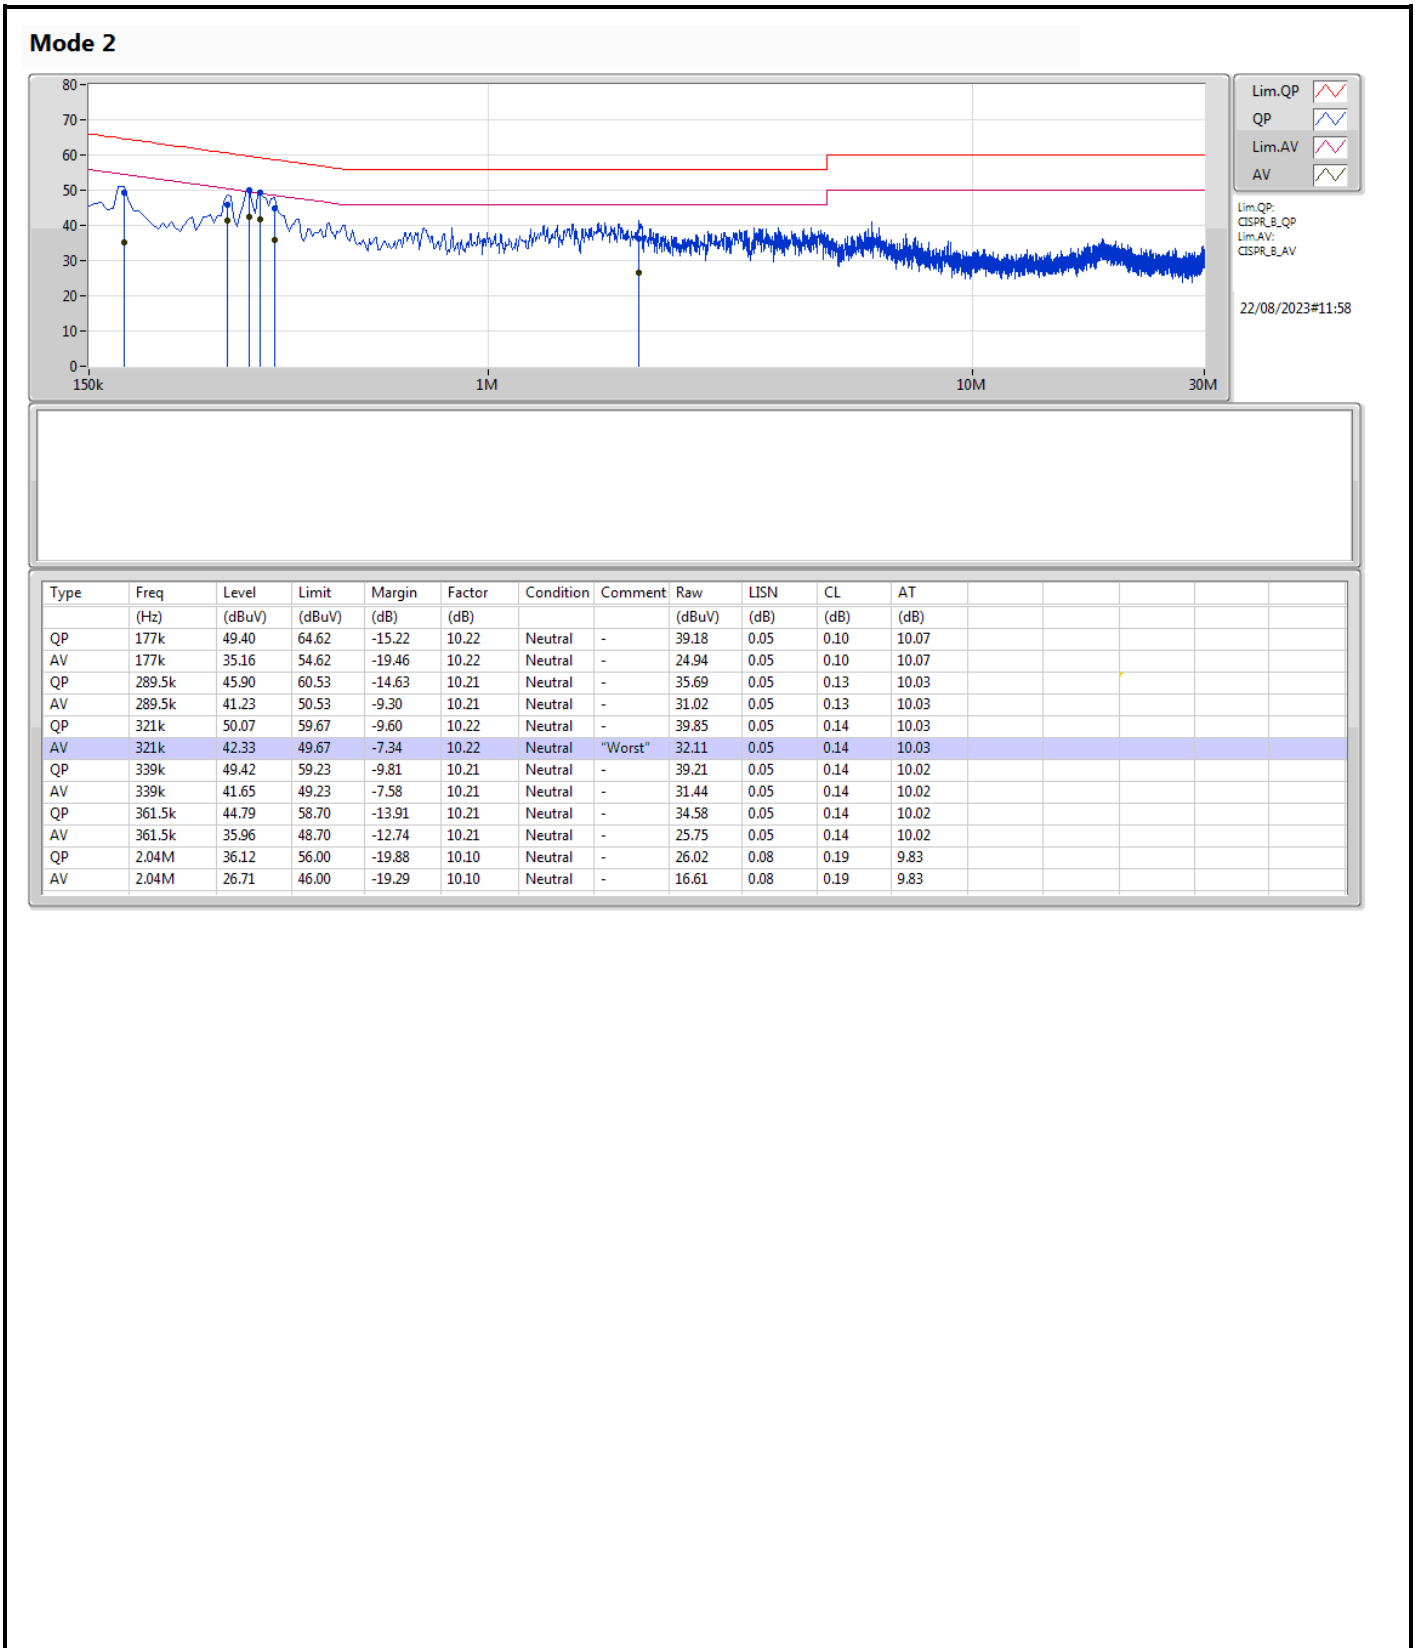 Mode 2
80
70
60
50
40
30
20
10
0
150k 1M 10M 30M
Lim.QP
QP
Lim.AV
AV
Lim.QP:
CISPR_B_QP
Lim.AV:
CISPR_B_AV
22/08/2023#11:58
Type Freq Level Limit Margin Factor Condition Comment Raw LISN CL AT
(Hz) (dBuV) (dBuV) (dB) (dB) (dBuV) (dB) (dB) (dB)
QP 177k 49.40 64.62 -15.22 10.22 Neutral - 39.18 0.05 0.10 10.07
AV 177k 35.16 54.62 -19.46 10.22 Neutral - 24.94 0.05 0.10 10.07
QP 289.5k 45.90 60.53 -14.63 10.21 Neutral - 35.69 0.05 0.13 10.03
AV 289.5k 41.23 50.53 -9.30 10.21 Neutral - 31.02 0.05 0.13 10.03
QP 321k 50.07 59.67 -9.60 10.22 Neutral - 39.85 0.05 0.14 10.03
AV 321k 42.33 49.67 -7.34 10.22 Neutral "Worst" 32.11 0.05 0.14 10.03
QP 339k 49.42 59.23 -9.81 10.21 Neutral - 39.21 0.05 0.14 10.02
AV 339k 41.65 49.23 -7.58 10.21 Neutral - 31.44 0.05 0.14 10.02
QP 361.5k 44.79 58.70 -13.91 10.21 Neutral - 34.58 0.05 0.14 10.02
AV 361.5k 35.96 48.70 -12.74 10.21 Neutral - 25.75 0.05 0.14 10.02
QP 2.04M 36.12 56.00 -19.88 10.10 Neutral - 26.02 0.08 0.19 9.83
AV 2.04M 26.71 46.00 -19.29 10.10 Neutral - 16.61 0.08 0.19 9.83